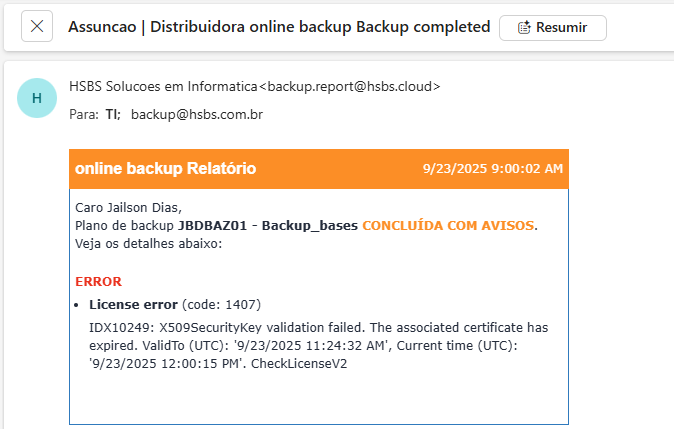 Assuncao | Distribuidora online backup Backup completed
Resumir
H
HSBS Solucoes em Informatica<backup.report@hsbs.cloud>
Para: TI; backup@hsbs.com.br
online backup Relatório 9/23/2025 9:00:02 AM
Caro Jailson Dias,
Plano de backup JBDBAZ01 - Backup_bases CONCLUÍDA COM AVISOS.
Veja os detalhes abaixo:
ERROR
• License error (code: 1407)
IDX10249: X509SecurityKey validation failed. The associated certificate has
expired. ValidTo (UTC): '9/23/2025 11:24:32 AM', Current time (UTC):
'9/23/2025 12:00:15 PM'. CheckLicenseV2